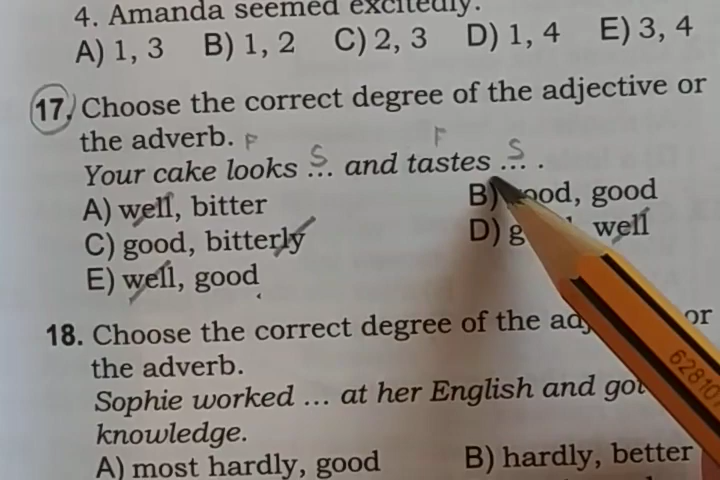 4. Amanda seemed excitedly.
A) 1, 3 B) 1, 2 C) 2, 3 D) 1, 4 E) 3, 4
17. Choose the correct degree of the adjective or
the adverb.
Your cake looks ... and tastes ... .
S S
A) well, bitter B) good, good
C) good, bitterly D) well
E) well, good
18. Choose the correct degree of the or
the adverb.
Sophie worked ... at her English and got
knowledge.
A) most hardly, good B) hardly, better